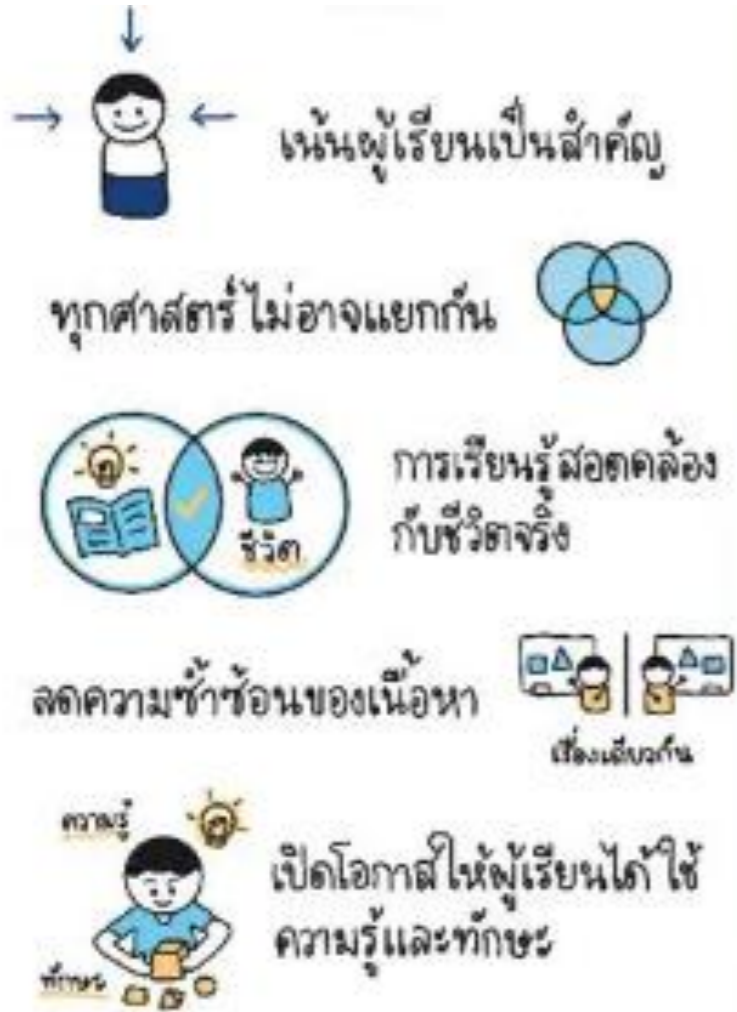 เน้นผู้เรียนเป็นสำคัญ
ทุกศาสตร์ ไม่อาจแยกกัน
การเรียนรู้สอดคล้อง
กับชีวิตจริง
ชีวิต
ลดความซ้ำซ้อนของเนื้อหา
เรื่องเดียวกัน
ความรู้
เปิดโอกาสให้ผู้เรียนได้ใช้
ความรู้และทักษะ
ทักษะ